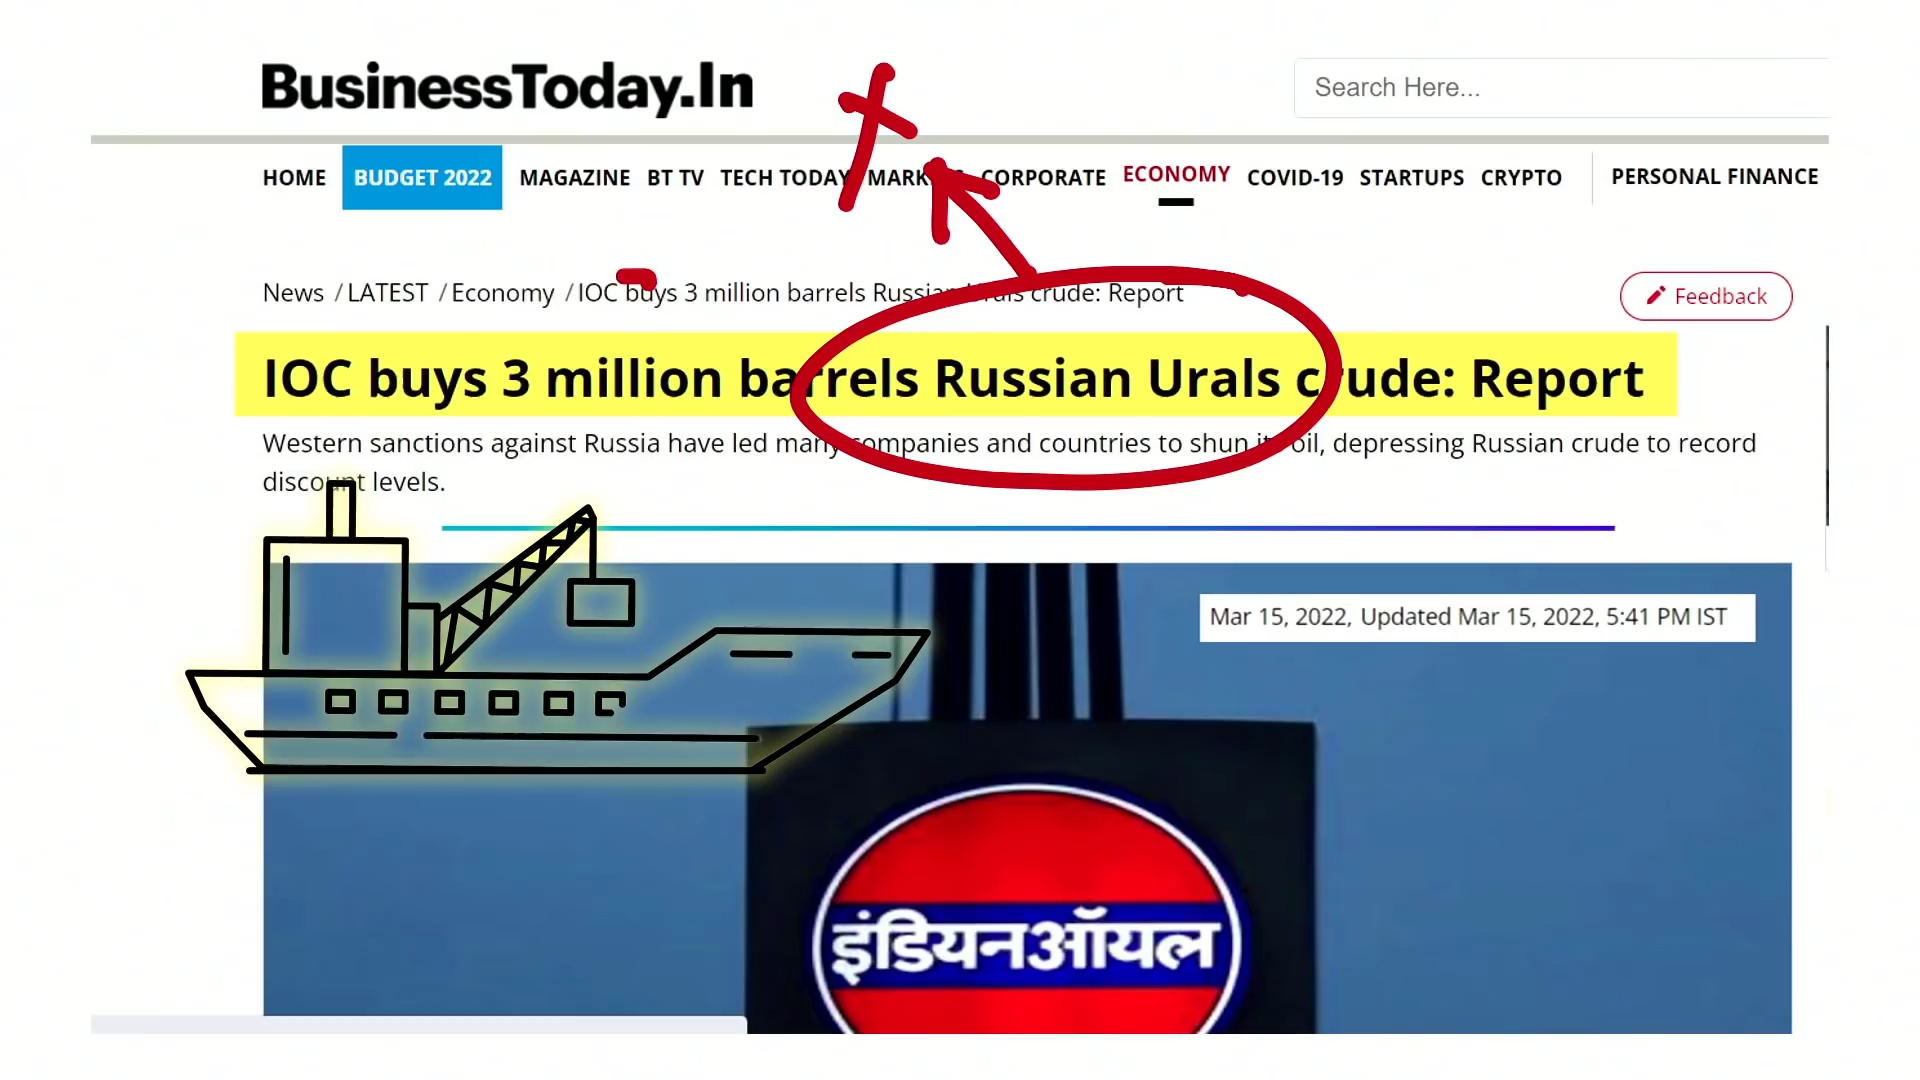 BusinessToday.In
Search Here...
HOME BUDGET 2022 MAGAZINE BT TV TECH TODAY MARKETS CORPORATE ECONOMY COVID-19 STARTUPS CRYPTO PERSONAL FINANCE
News / LATEST / Economy / IOC buys 3 million barrels Russian Urals crude: Report
Feedback
IOC buys 3 million barrels Russian Urals crude: Report
Western sanctions against Russia have led many companies and countries to shun its oil, depressing Russian crude to record
discount levels.
Mar 15, 2022, Updated Mar 15, 2022, 5:41 PM IST
इंडियनऑयल